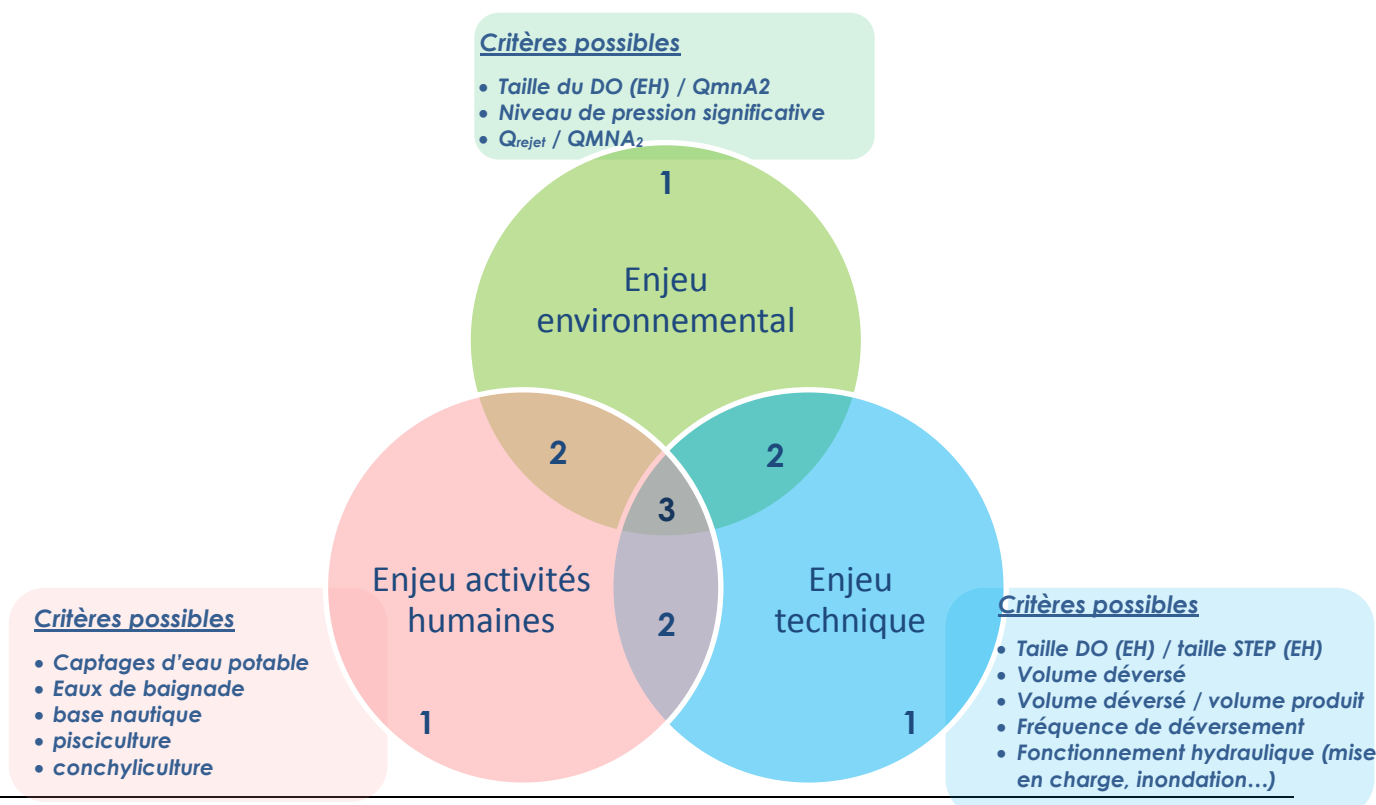 Critères possibles
• Taille du DO (EH) / QmnA2
• Niveau de pression significative
• Qrejet / QMNA2
1
Enjeu
environnemental
2
2
3
Enjeu activités
humaines
Enjeu
technique
2
Critères possibles
• Captages d'eau potable
• Eaux de baignade
• base nautique
• pisciculture
• conchyliculture
1
1
Critères possibles
• Taille DO (EH) / taille STEP (EH)
• Volume déversé
• Volume déversé / volume produit
• Fréquence de déversement
• Fonctionnement hydraulique (mise
en charge, inondation…)